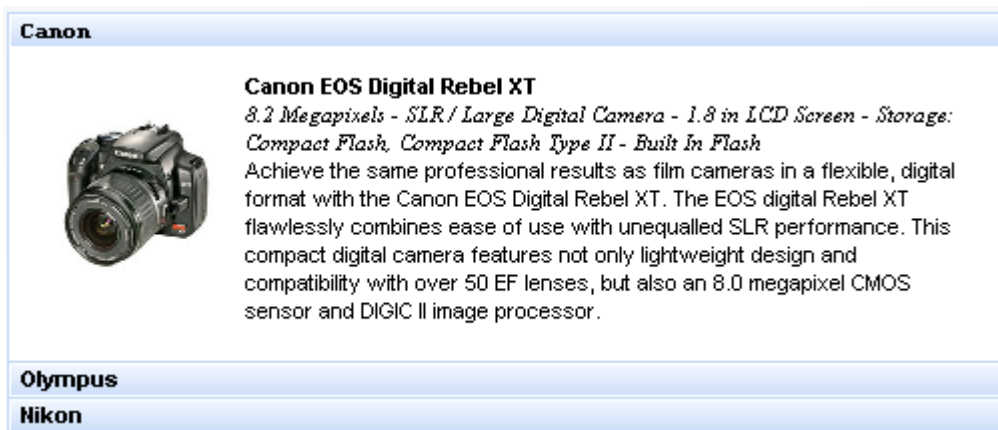 Canon
Canon EOS Digital Rebel XT
8.2 Megapixels - SLR / Large Digital Camera - 1.8 in LCD Screen - Storage:
Compact Flash, Compact Flash Type II - Built In Flash
Achieve the same professional results as film cameras in a flexible, digital
format with the Canon EOS Digital Rebel XT. The EOS digital Rebel XT
flawlessly combines ease of use with unequalled SLR performance. This
compact digital camera features not only lightweight design and
compatibility with over 50 EF lenses, but also an 8.0 megapixel CMOS
sensor and DIGIC II image processor.
Olympus
Nikon